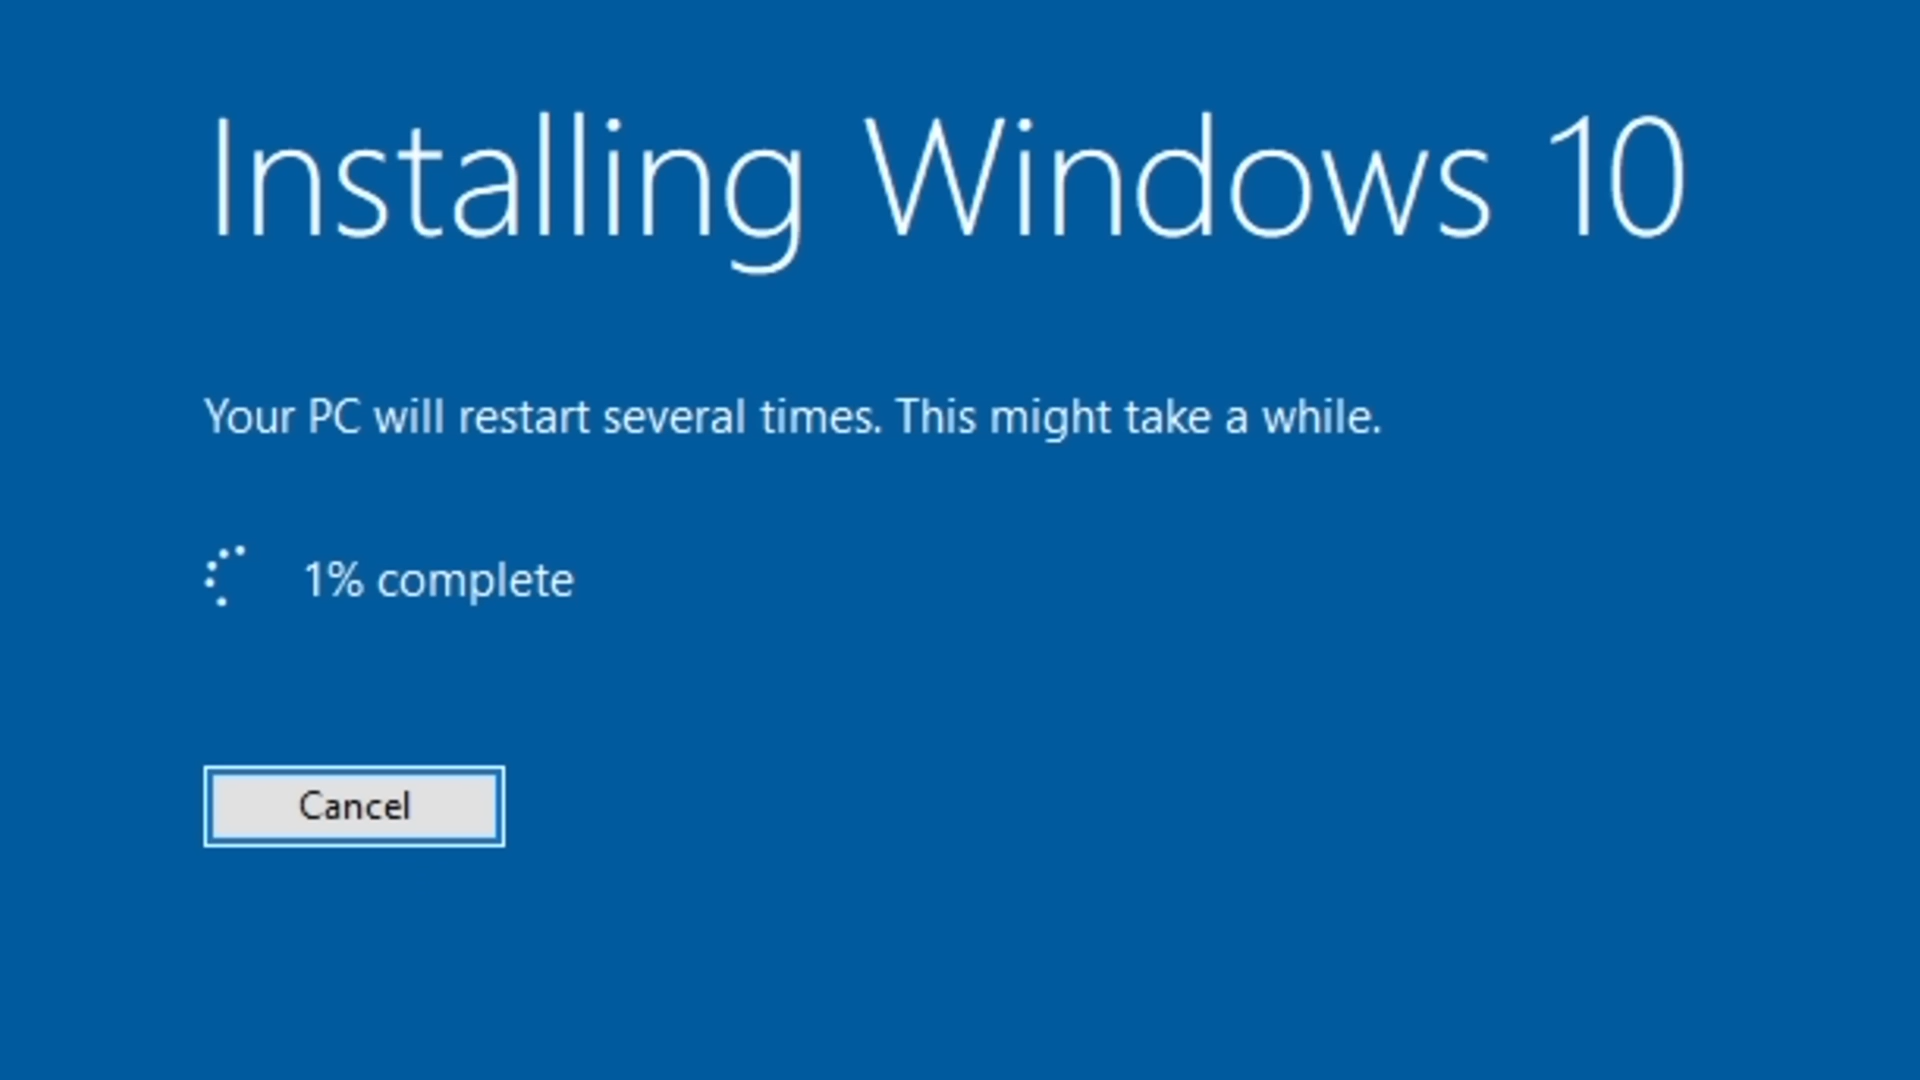 Installing Windows 10
Your PC will restart several times. This might take a while.
1% complete
Cancel